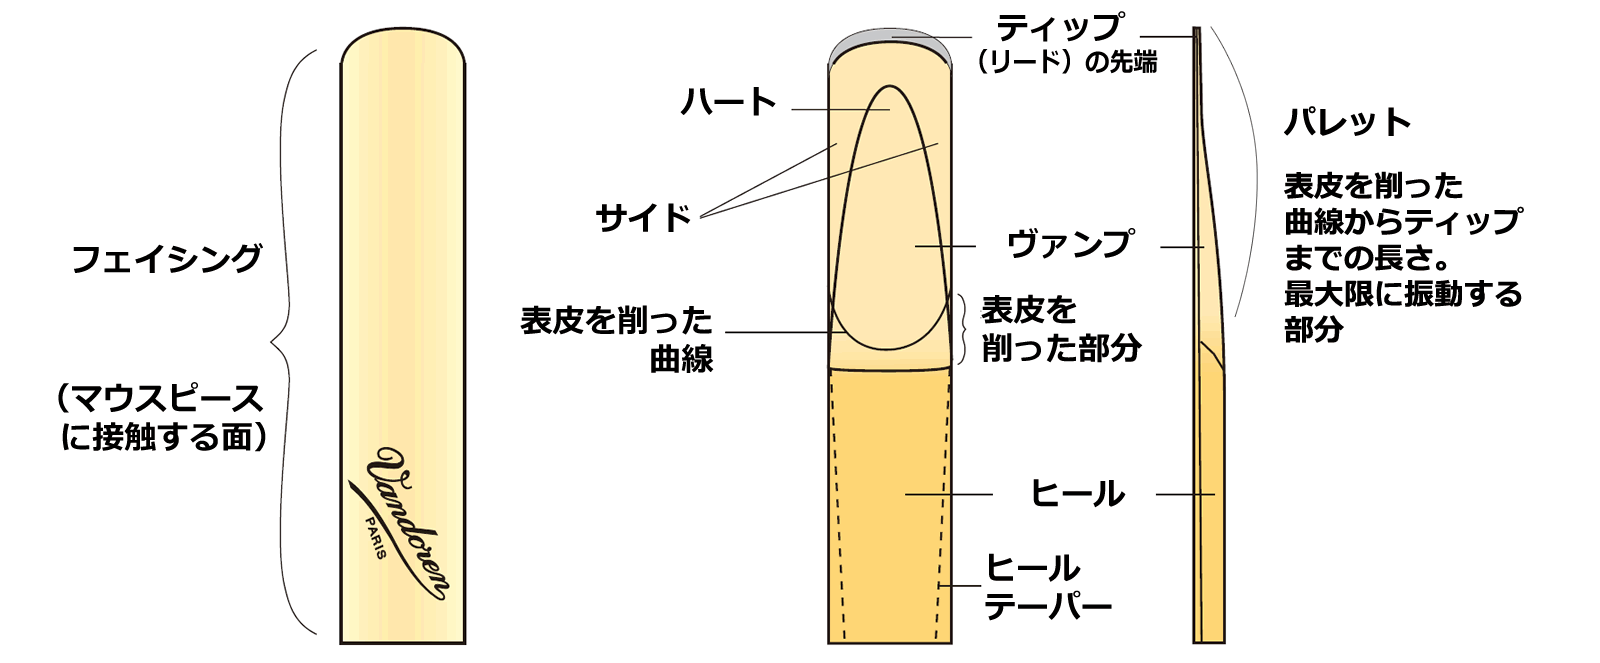 フェイシング
（マウスピース
に接触する面）
Vandoren
PARIS
ティップ
（リード）の先端
ハート
サイド
ヴァンプ
表皮を削った
曲線
表皮を
削った部分
ヒール
ヒール
テーパー
パレット
表皮を削った
曲線からティップ
までの長さ。
最大限に振動する
部分